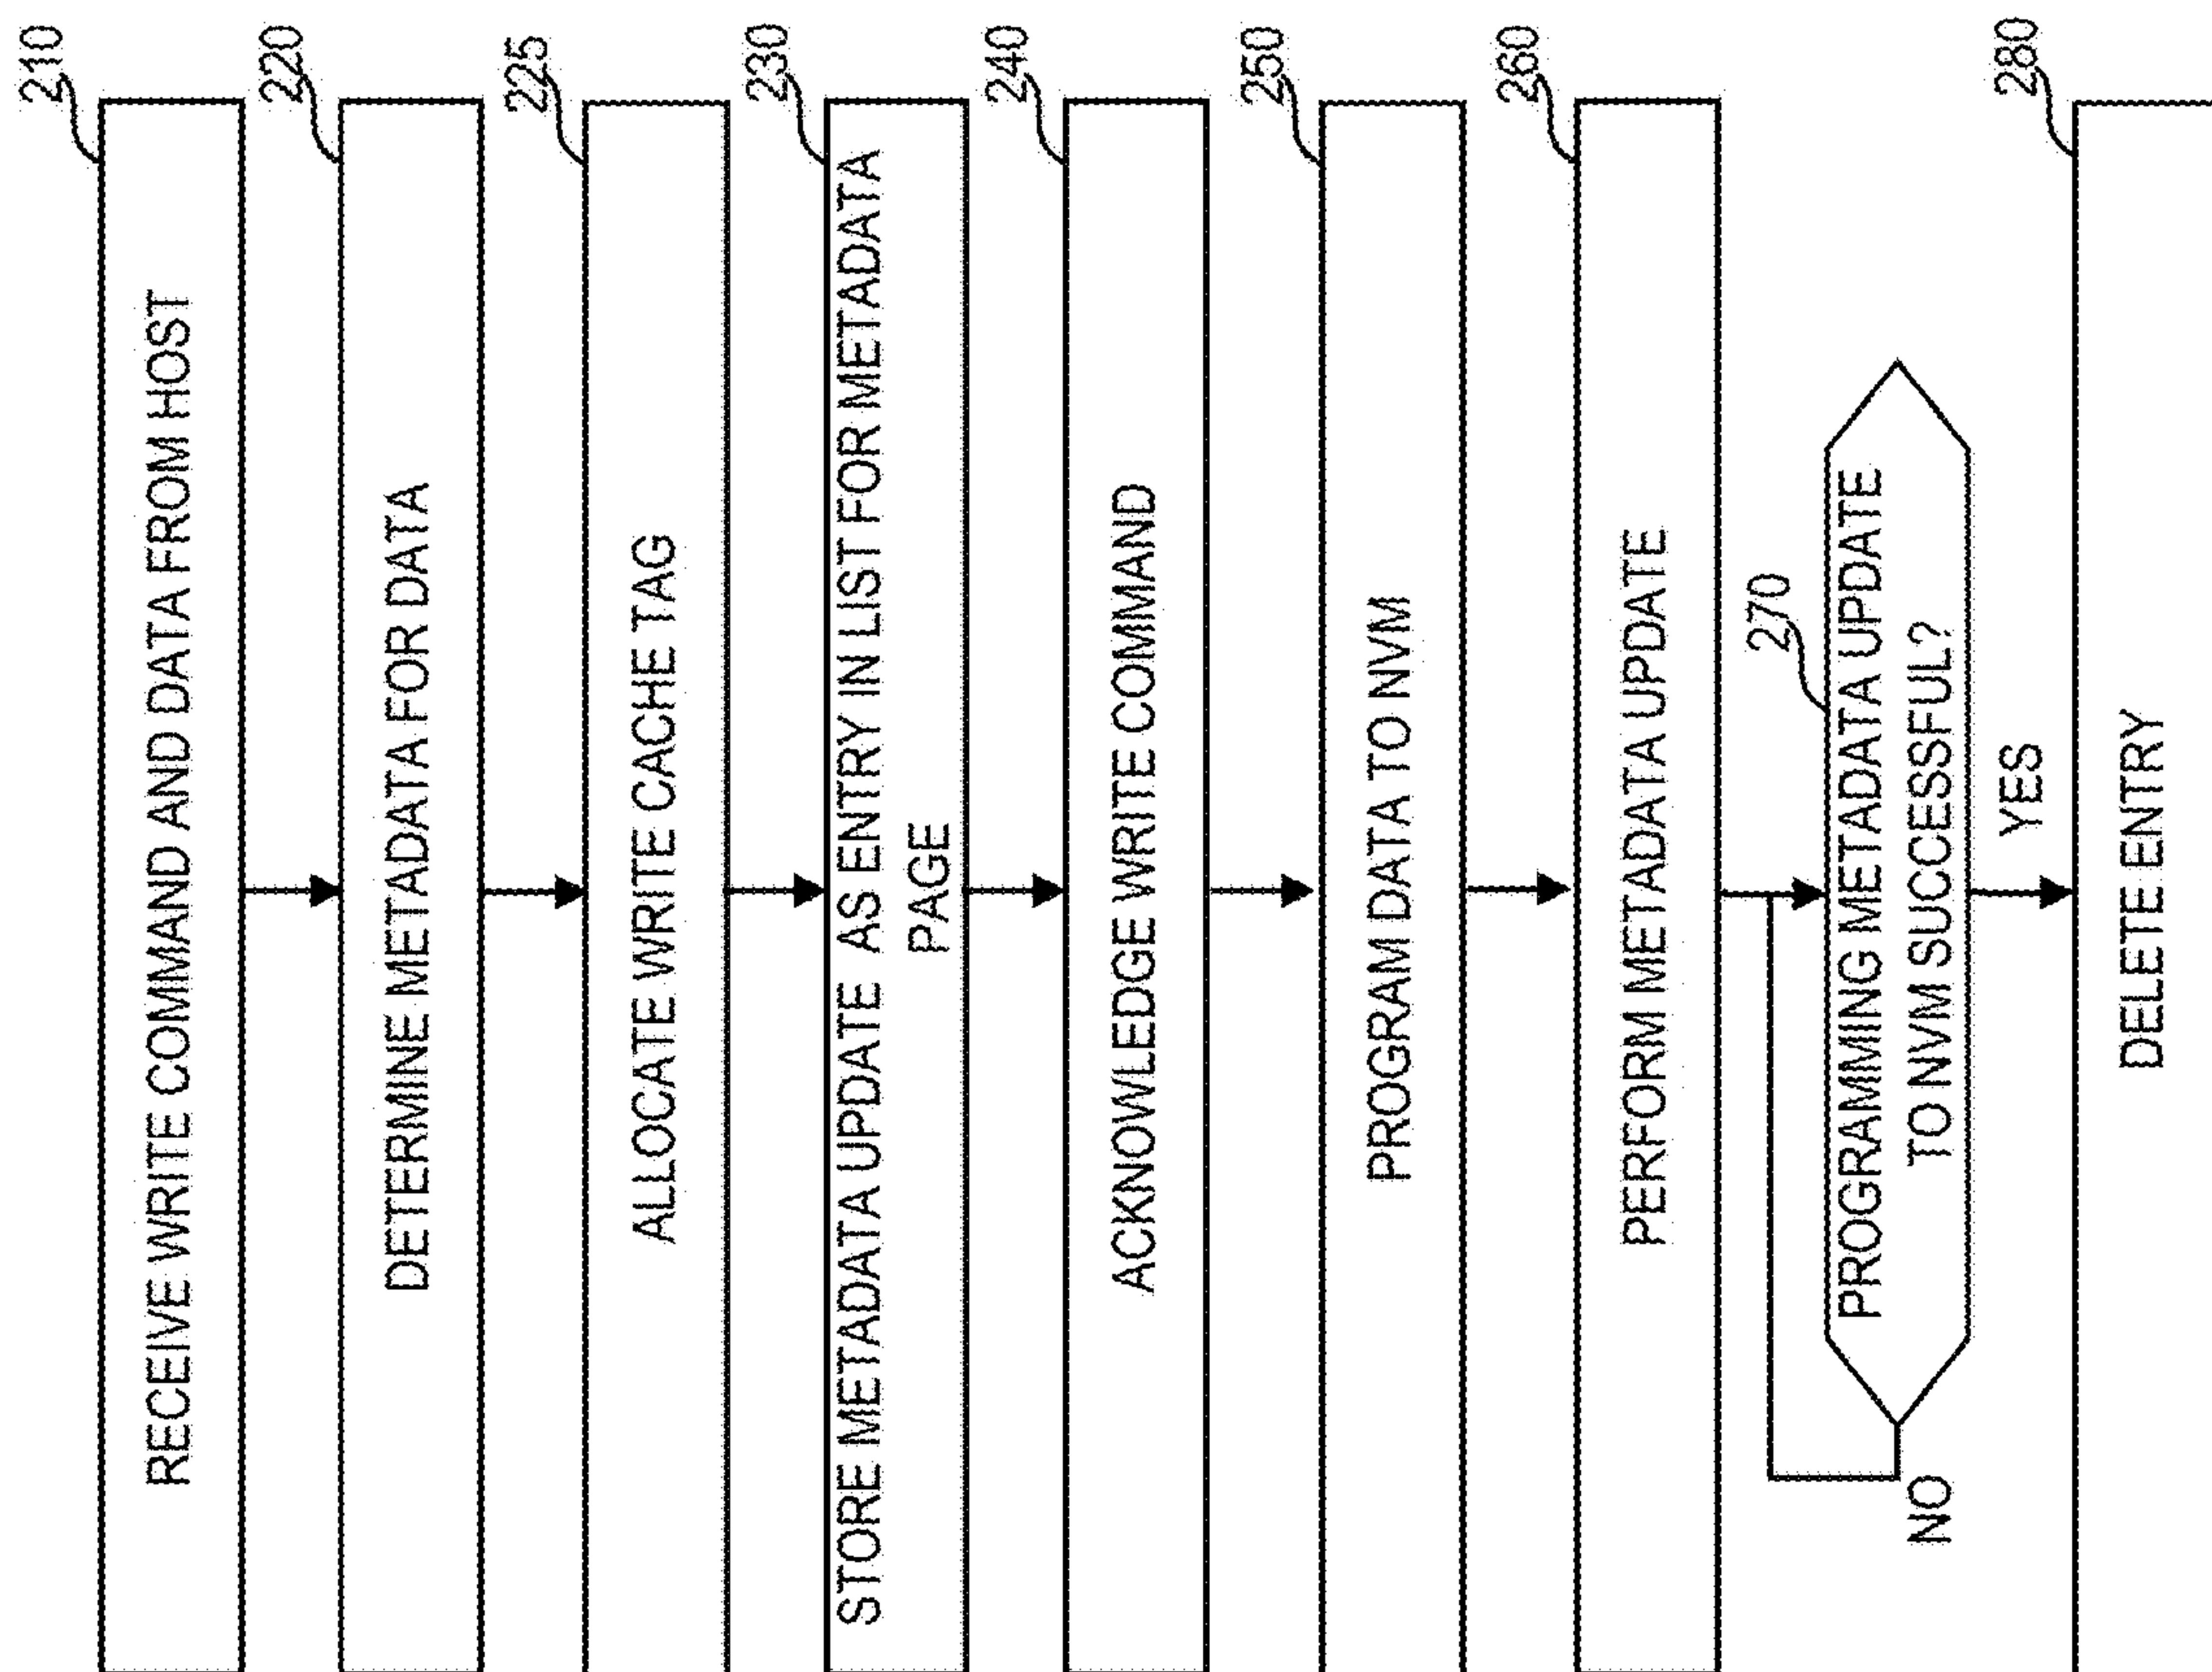 210
RECEIVE WRITE COMMAND AND DATA FROM HOST
220
DETERMINE METADATA FOR DATA
225
ALLOCATE WRITE CACHE TAG
230
STORE METADATA UPDATE AS ENTRY IN LIST FOR METADATA
PAGE
240
ACKNOWLEDGE WRITE COMMAND
250
PROGRAM DATA TO NVM
260
PERFORM METADATA UPDATE
270
PROGRAMMING METADATA UPDATE
TO NVM SUCCESSFUL?
NO
YES
280
DELETE ENTRY